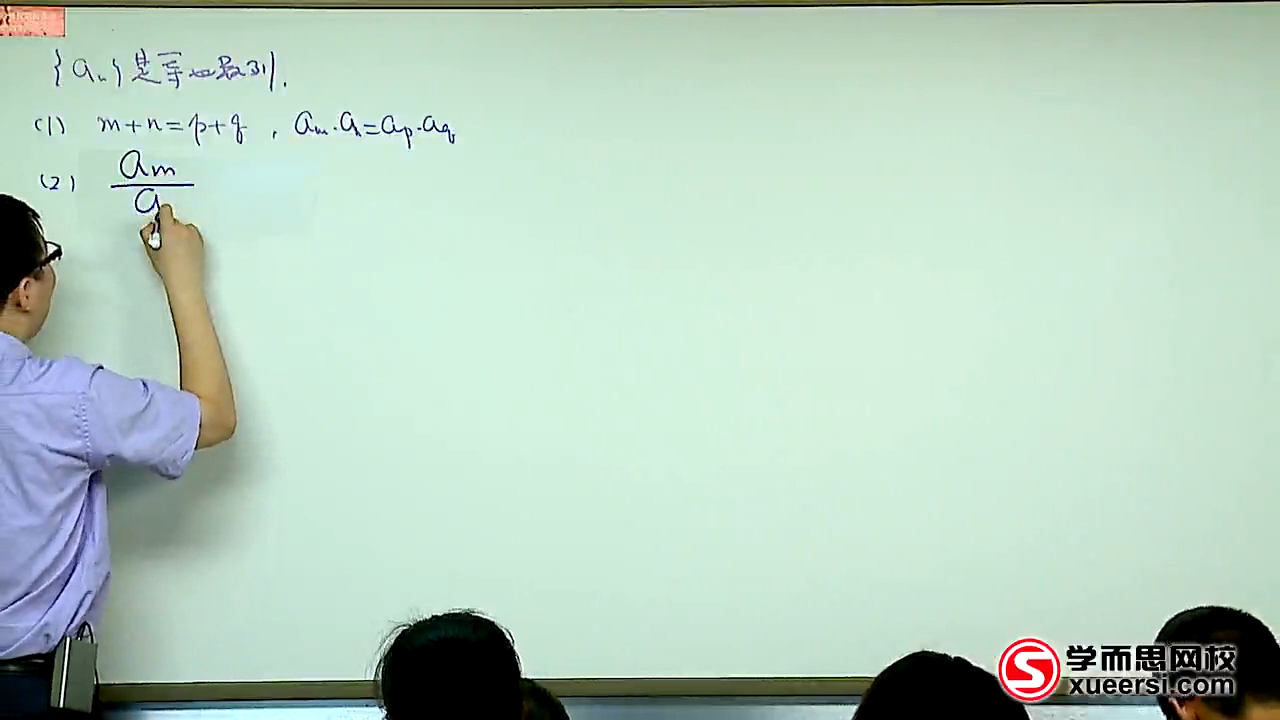 {aₙ}是等比数列.
(1) m+n=p+q , aₘ·aₙ=aₚ·a_q
(2) aₘ
a
学而思网校
xueersi.com